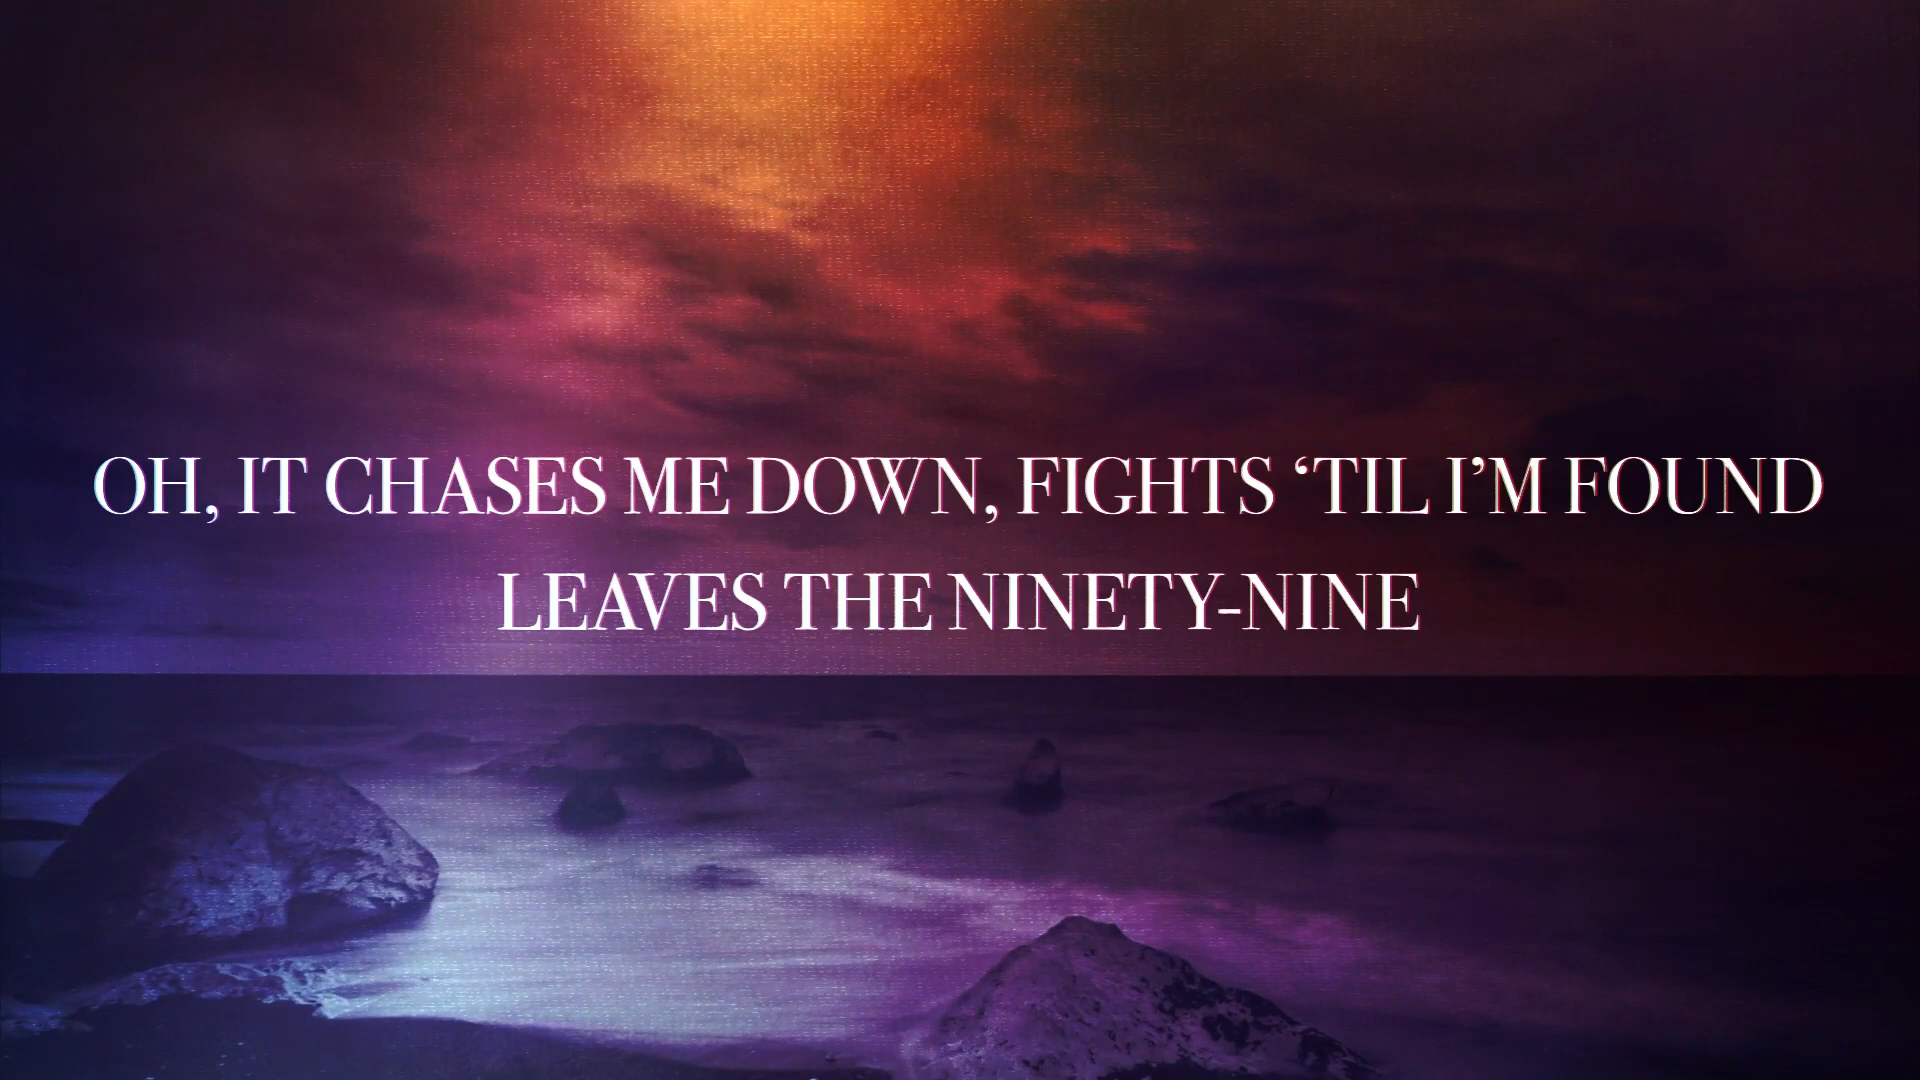 OH, IT CHASES ME DOWN, FIGHTS ‘TIL I’M FOUND
LEAVES THE NINETY-NINE